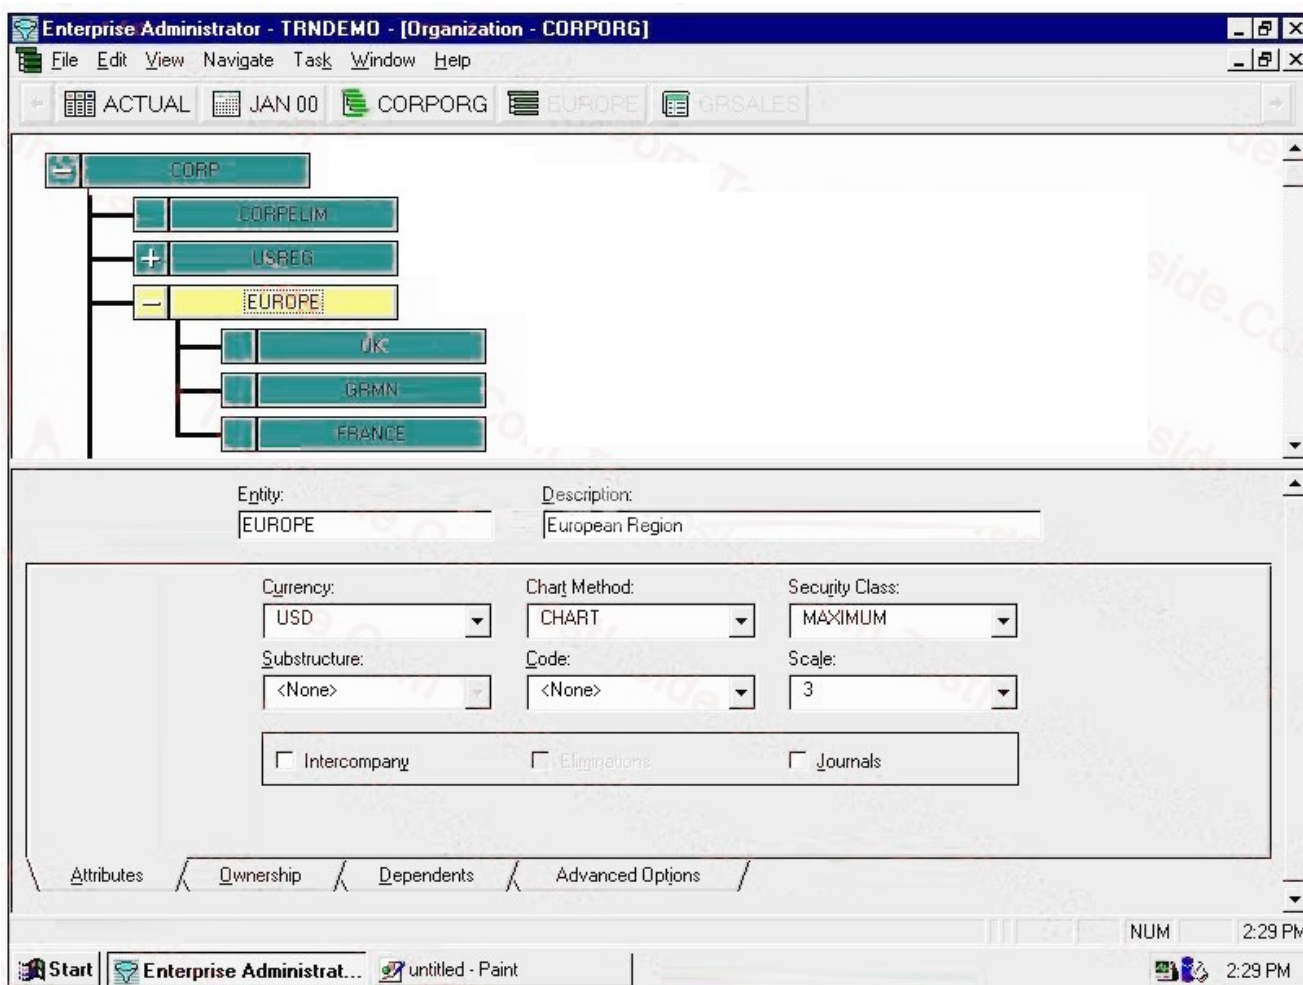 Enterprise Administrator - TRNDEMO - [Organization - CORPORG]
File Edit View Navigate Task Window Help
ACTUAL JAN 00 CORPORG EUROPE GRSALES
CORP
CORPELIM
USREG
EUROPE
UK
GRMN
FRANCE
Entity: Description:
EUROPE European Region
Currency: Chart Method: Security Class:
USD CHART MAXIMUM
Substructure: Code: Scale:
<None> <None> 3
Intercompany Eliminations Journals
Attributes Ownership Dependents Advanced Options
NUM 2:29 PM
Start Enterprise Administrat... untitled - Paint 2:29 PM